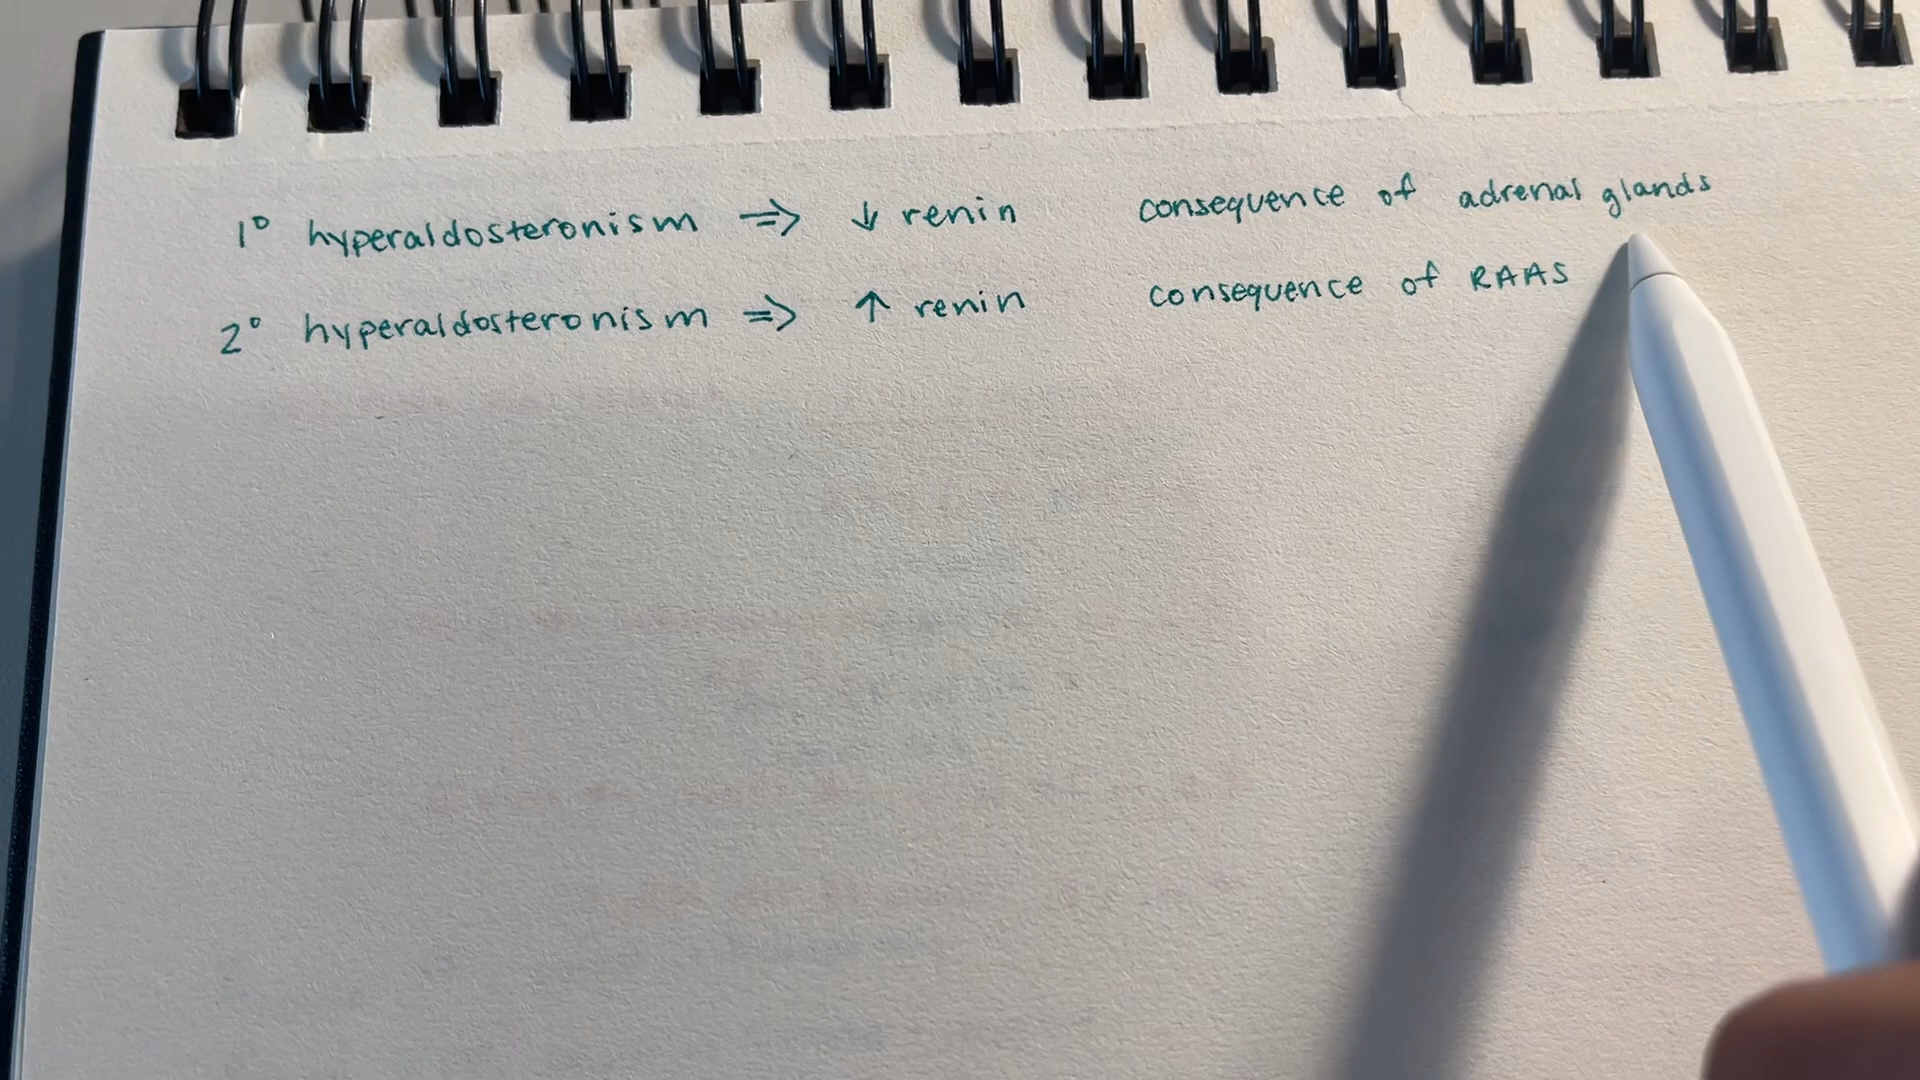 1° hyperaldosteronism => ↓ renin consequence of adrenal glands
2° hyperaldosteronism => ↑ renin consequence of RAAS